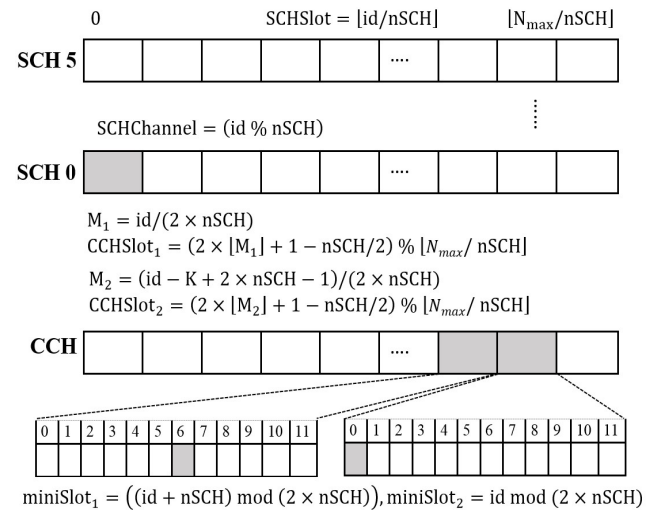 0 SCHSlot = ⌊id/nSCH⌋ ⌊N_max/nSCH⌋
SCH 5 ....
SCHChannel = (id % nSCH)
SCH 0 ....
M₁ = id/(2 × nSCH)
CCHSlot₁ = (2 × ⌊M₁⌋ + 1 − nSCH/2) % ⌊N_max/ nSCH⌋
M₂ = (id − K + 2 × nSCH − 1)/(2 × nSCH)
CCHSlot₂ = (2 × ⌊M₂⌋ + 1 − nSCH/2) % ⌊N_max/ nSCH⌋
CCH ....
0 1 2 3 4 5 6 7 8 9 10 11 0 1 2 3 4 5 6 7 8 9 10 11
miniSlot₁ = ((id + nSCH) mod (2 × nSCH)), miniSlot₂ = id mod (2 × nSCH)